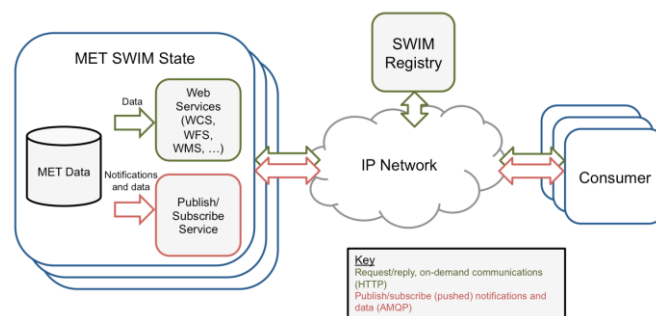 MET SWIM State
SWIM
Registry
Data
Web
Services
(WCS,
WFS,
WMS, ...)
MET Data
Notifications
and data
Publish/
Subscribe
Service
IP Network
Consumer
Key
Request/reply, on-demand communications
(HTTP)
Publish/subscribe (pushed) notifications and
data (AMQP)